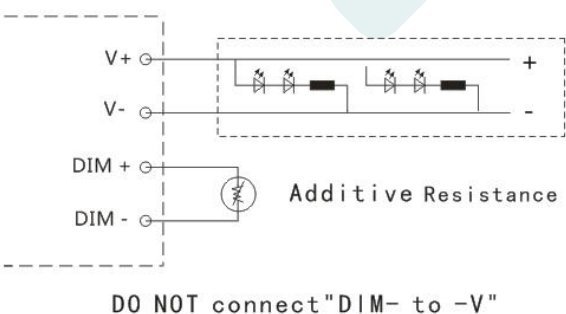 V+
+
V-
-
DIM +
Additive Resistance
DIM -
DO NOT connect"DIM- to -V"